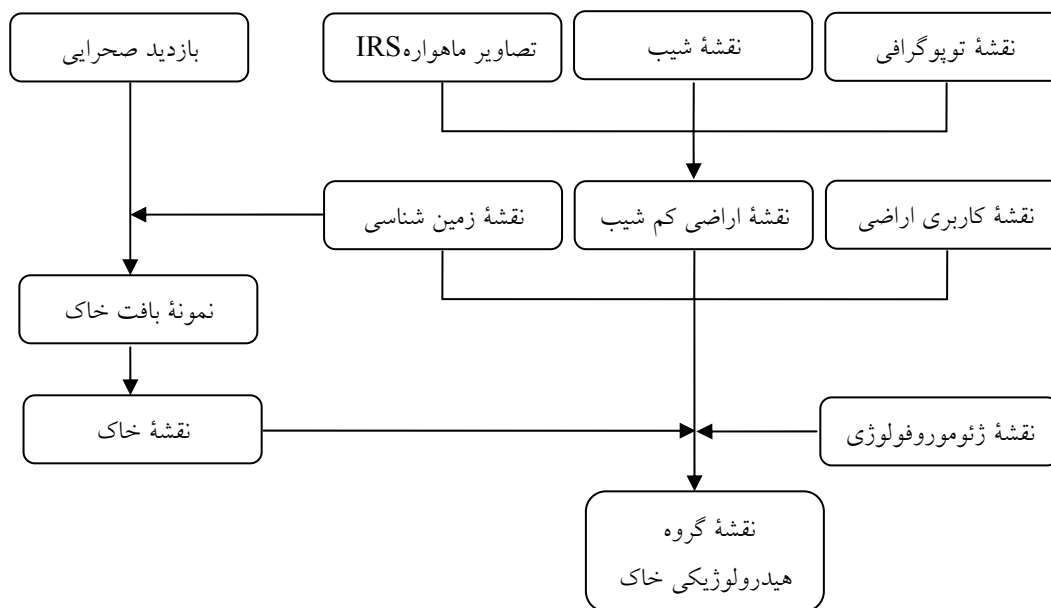 نقشهٔ توپوگرافی
نقشهٔ شیب
تصاویر ماهوارهIRS
بازدید صحرایی
نقشهٔ کاربری اراضی
نقشهٔ اراضی کم شیب
نقشهٔ زمین شناسی
نمونهٔ بافت خاک
نقشهٔ ژئوموروفولوژی
نقشهٔ خاک
نقشهٔ گروه
هیدرولوژیکی خاک